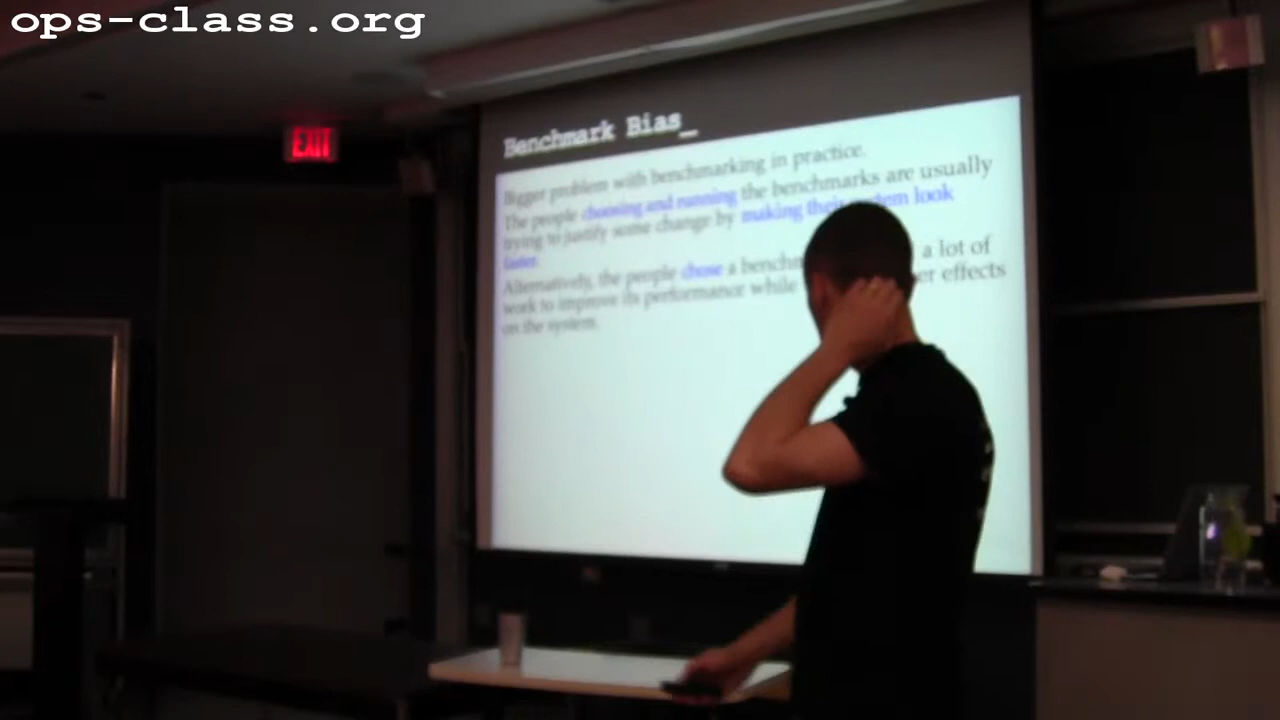 ops-class.org
EXIT
Benchmark Bias_
Bigger problem with benchmarking in practice.
The people choosing and running the benchmarks are usually
trying to justify some change by making their system look
faster.
Alternatively, the people chose a a lot of
work to improve its performance while effects
on the system.